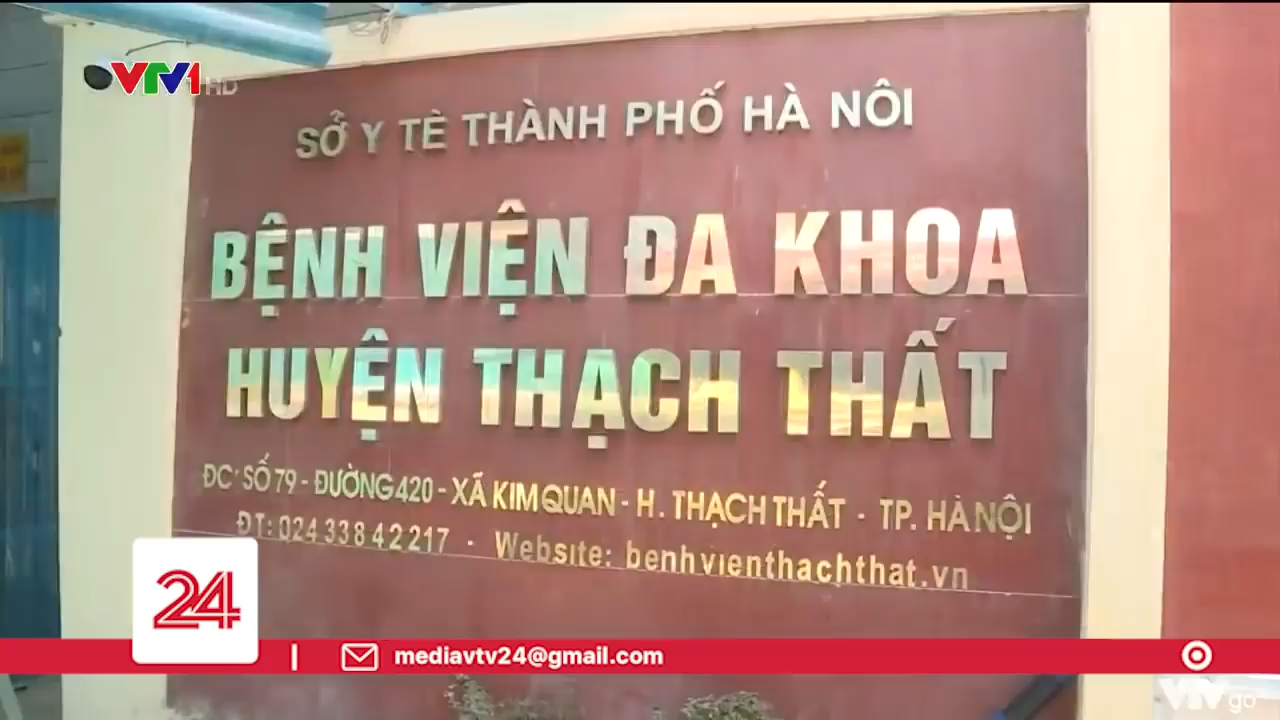 VTV1 HD
SỞ Y TÈ THÀNH PHỐ HÀ NÔI
BỆNH VIỆN ĐA KHOA
HUYỆN THẠCH THẤT
ĐC' SỐ 79 - ĐƯỜNG 420 - XÃ KIM QUAN - H. THẠCH THẤT - TP. HÀ NỘI
ĐT: 024 338 42 217 - Website: benhvienthachthat.vn
24
mediavtv24@gmail.com
VTV go